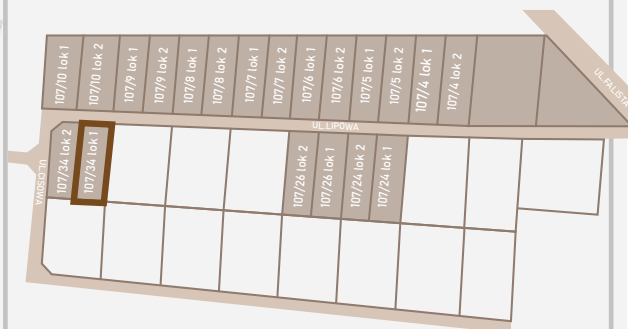 107/10 lok 1
107/10 lok 2
107/9 lok 1
107/9 lok 2
107/8 lok 1
107/8 lok 2
107/7 lok 1
107/7 lok 2
107/6 lok 1
107/6 lok 2
107/5 lok 1
107/5 lok 2
107/4 lok 1
107/4 lok 2
UL.FALISTA
UL.LIPOWA
UL.CISOWA
107/34 lok 2
107/34 lok 1
107/26 lok 2
107/26 lok 1
107/24 lok 2
107/24 lok 1